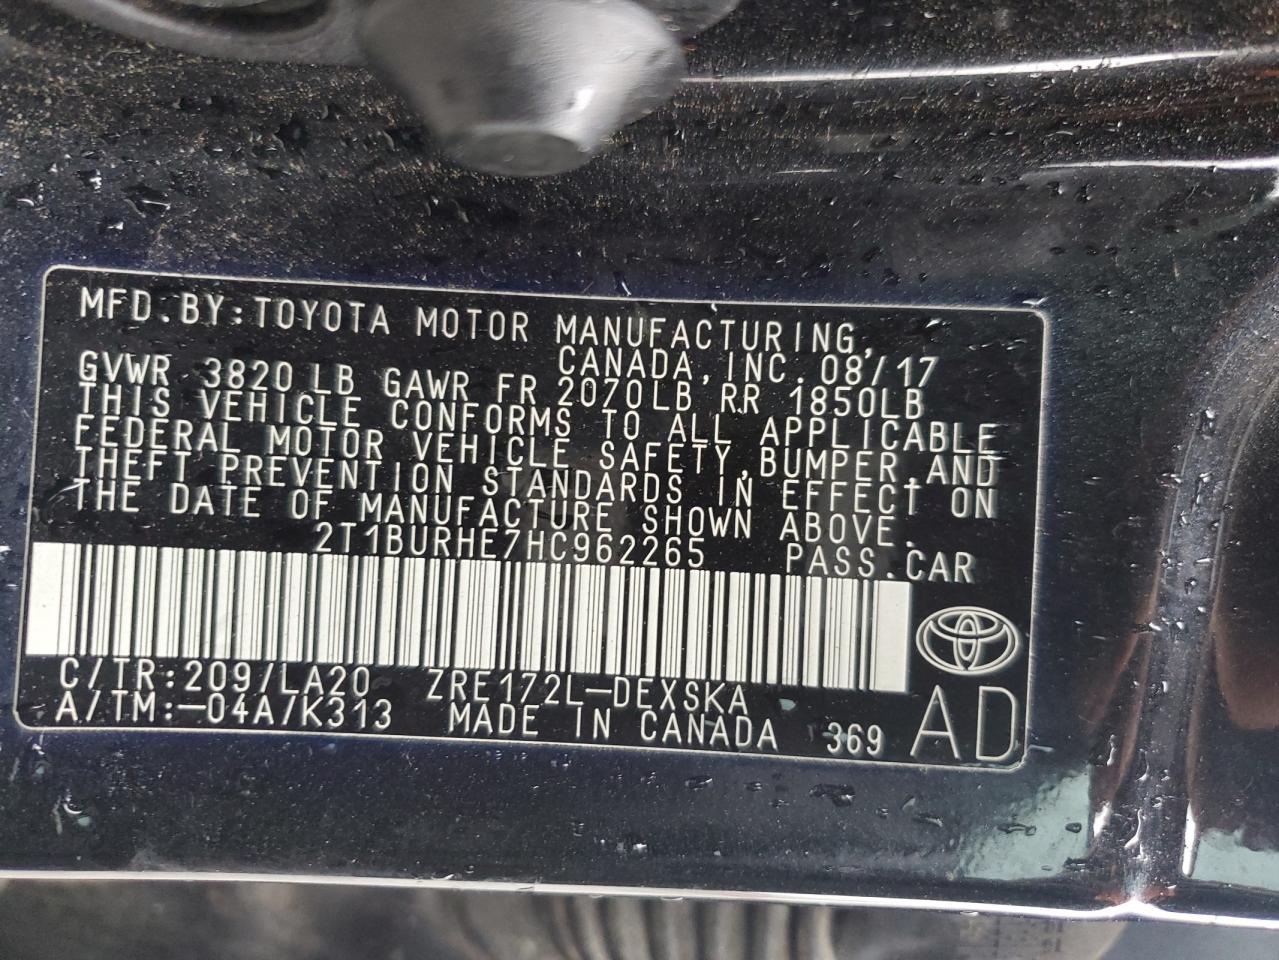 MFD.BY:TOYOTA MOTOR MANUFACTURING,
CANADA,INC.08/17
GVWR 3820LB GAWR FR 2070LB RR 1850LB
THIS VEHICLE CONFORMS TO ALL APPLICABLE
FEDERAL MOTOR VEHICLE SAFETY,BUMPER,AND
THEFT PREVENTION STANDARDS IN EFFECT ON
THE DATE OF MANUFACTURE SHOWN ABOVE.
2T1BURHE7HC962265 PASS.CAR
C/TR:209/LA20 ZRE172L-DEXSKA
A/TM:-04A/K313 MADE IN CANADA 369 AD